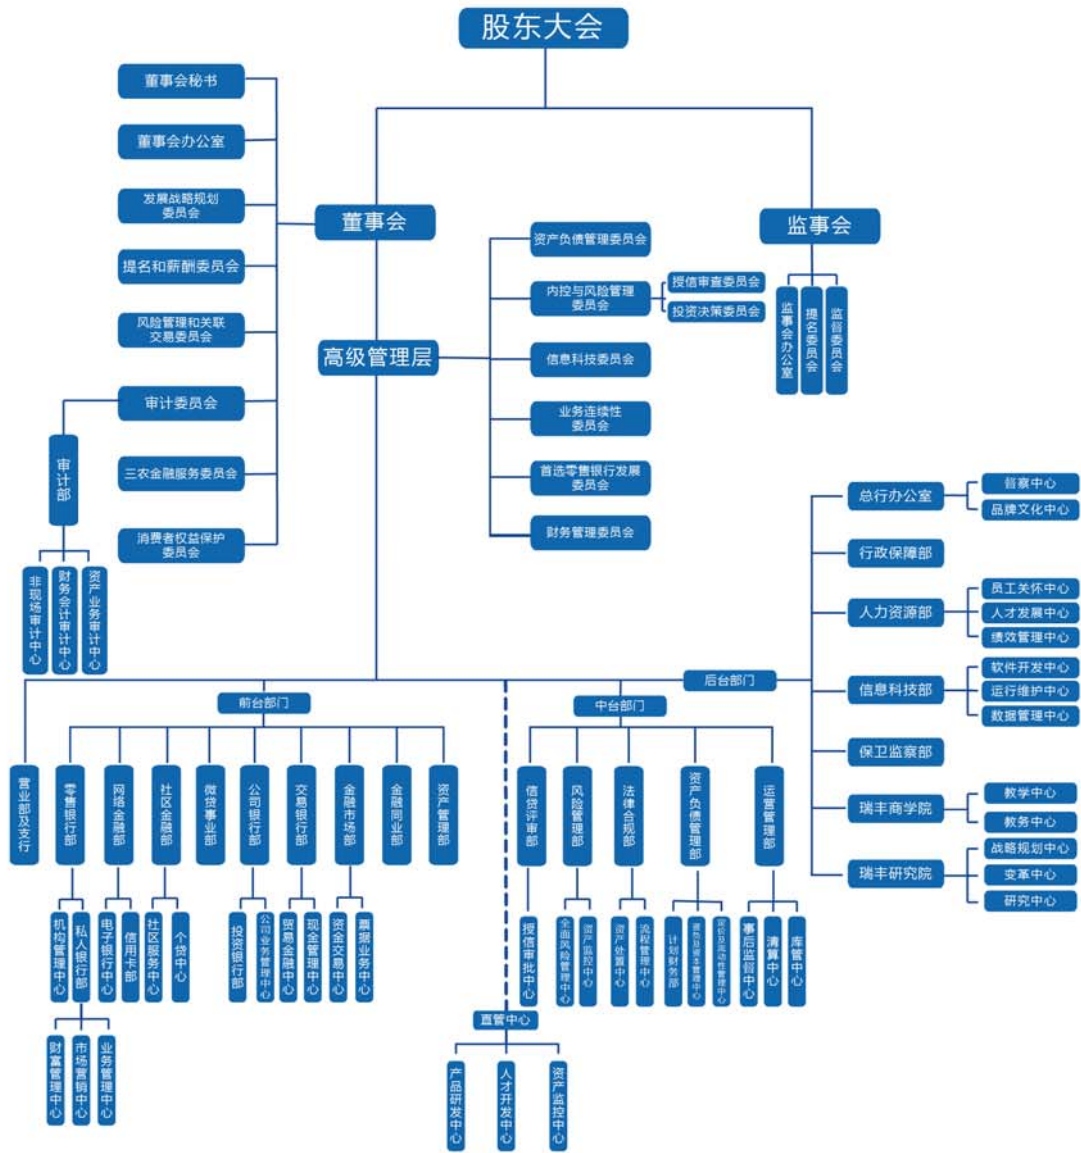 股东大会
董事会秘书
董事会办公室
发展战略规划
委员会
提名和薪酬委员会
风险管理和关联
交易委员会
审计委员会
三农金融服务委员会
消费者权益保护
委员会
审计部
非现场审计中心
财务会计审计中心
资产业务审计中心
董事会
高级管理层
资产负债管理委员会
内控与风险管理
委员会
授信审查委员会
投资决策委员会
信息科技委员会
业务连续性
委员会
首选零售银行发展
委员会
财务管理委员会
监事会
监事会办公室
提名委员会
监督委员会
后台部门
总行办公室
督察中心
品牌文化中心
行政保障部
人力资源部
员工关怀中心
人才发展中心
绩效管理中心
信息科技部
软件开发中心
运行维护中心
数据管理中心
保卫监察部
瑞丰商学院
教学中心
教务中心
瑞丰研究院
战略规划中心
变革中心
研究中心
前台部门
营业部及支行
零售银行部
网络金融部
社区金融部
微贷事业部
公司银行部
交易银行部
金融市场部
金融同业部
资产管理部
机构管理中心
私人银行部
电子银行中心
信用卡部
社区服务中心
个贷中心
投资银行部
公司业务管理中心
贸易金融中心
现金管理中心
资金交易中心
票据业务中心
财富管理中心
市场营销中心
业务管理中心
中台部门
信贷评审部
风险管理部
法律合规部
资产负债管理部
运营管理部
授信审批中心
全面风险管理中心
资产监控中心
资产处置中心
流程管理中心
计划财务部
定价及流动性管理中心
事后监督中心
清算中心
库管中心
直管中心
产品研发中心
人才开发中心
资产监控中心